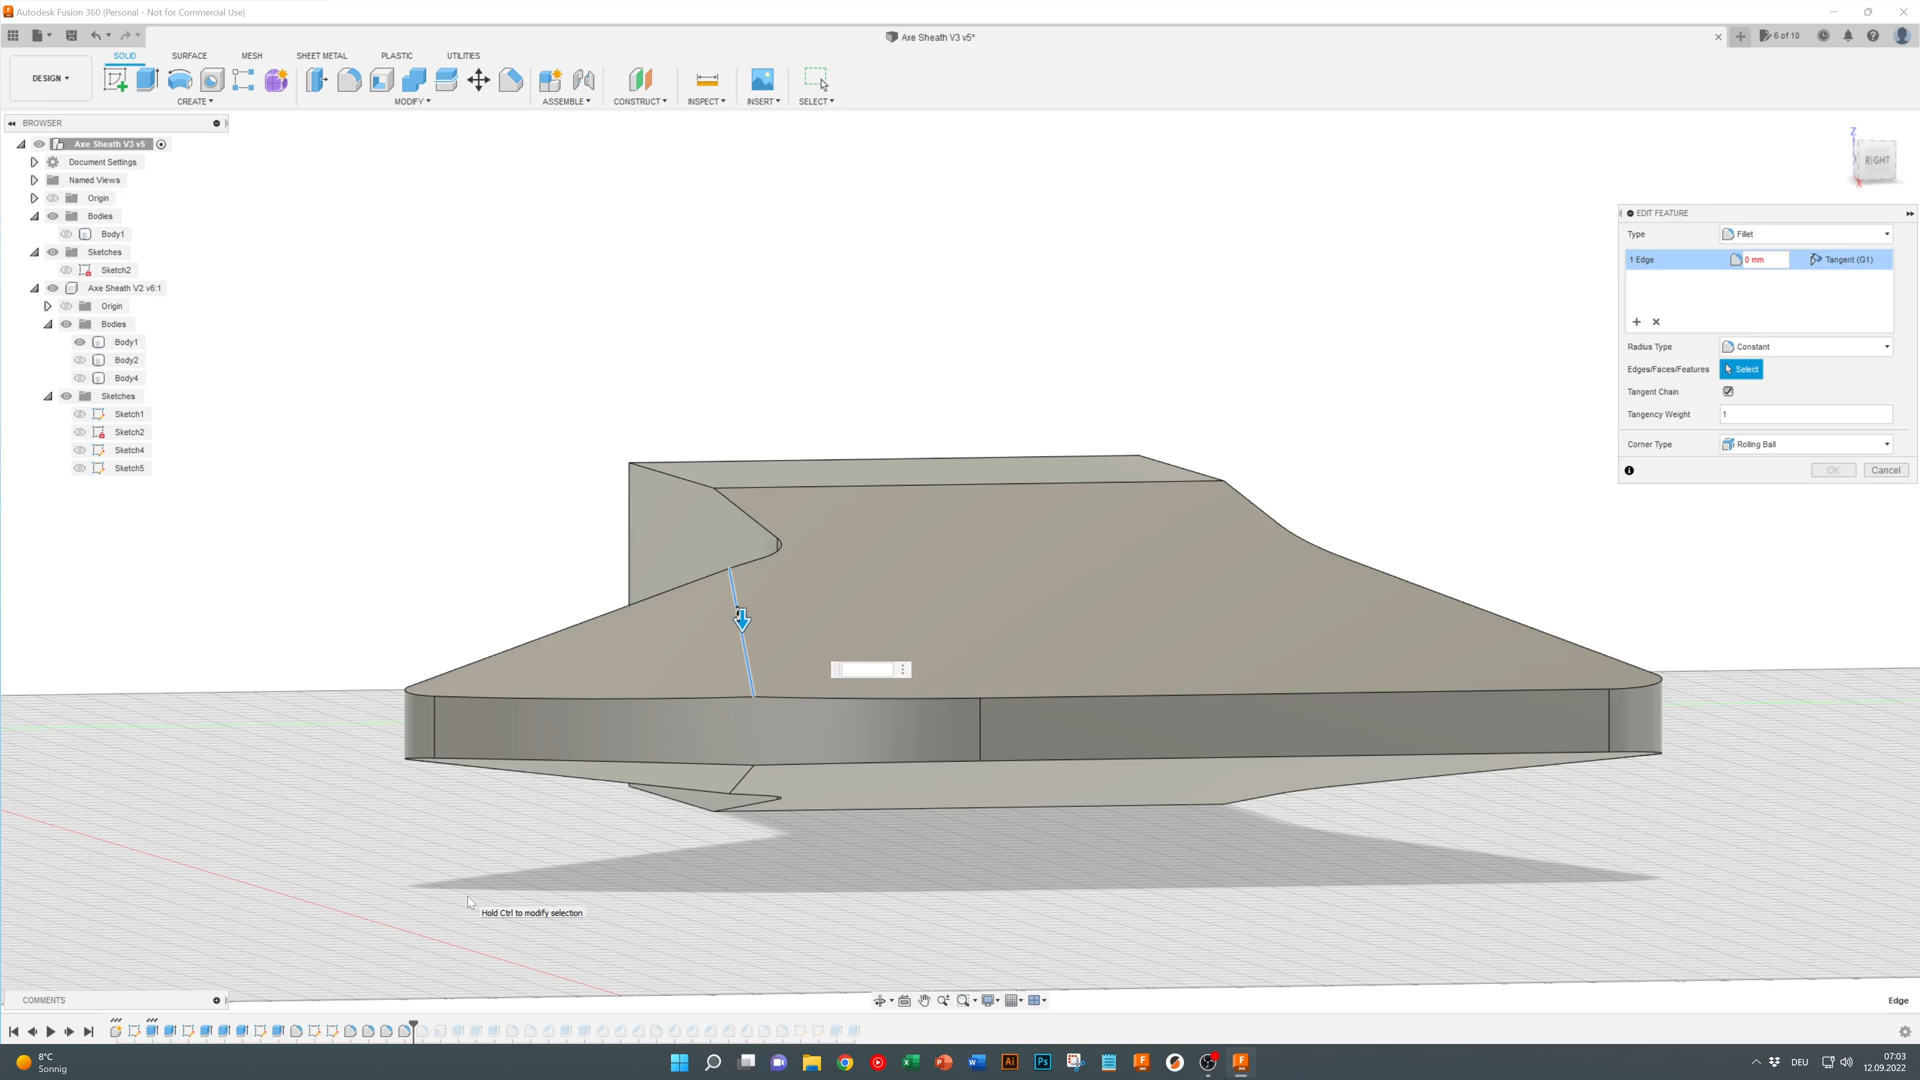 Autodesk Fusion 360 (Personal - Not for Commercial Use)
Axe Sheath V3 v5*
6 of 10
SOLID SURFACE MESH SHEET METAL PLASTIC UTILITIES
DESIGN
CREATE MODIFY ASSEMBLE CONSTRUCT INSPECT INSERT SELECT
BROWSER
Axe Sheath V3 v5
Document Settings
Named Views
Origin
Bodies
Body1
Sketches
Sketch2
Axe Sheath V2 v6:1
Origin
Bodies
Body1
Body2
Body4
Sketches
Sketch1
Sketch2
Sketch4
Sketch5
Z
RIGHT
X
EDIT FEATURE
Type Fillet
1 Edge 0 mm Tangent (G1)
Radius Type Constant
Edges/Faces/Features Select
Tangent Chain
Tangency Weight 1
Corner Type Rolling Ball
OK Cancel
Hold Ctrl to modify selection
COMMENTS
Edge
8°C
Sonnig
DEU
07:03
12.09.2022